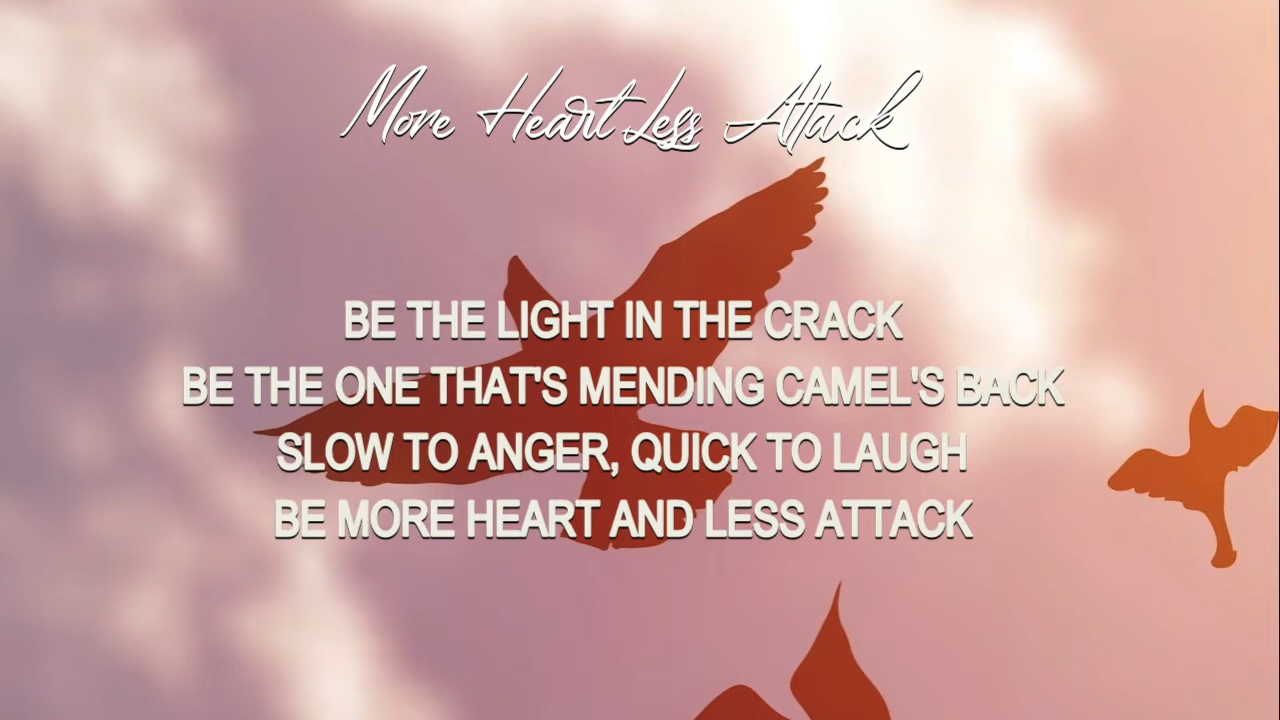 More Heart Less Attack
BE THE LIGHT IN THE CRACK
BE THE ONE THAT'S MENDING CAMEL'S BACK
SLOW TO ANGER, QUICK TO LAUGH
BE MORE HEART AND LESS ATTACK